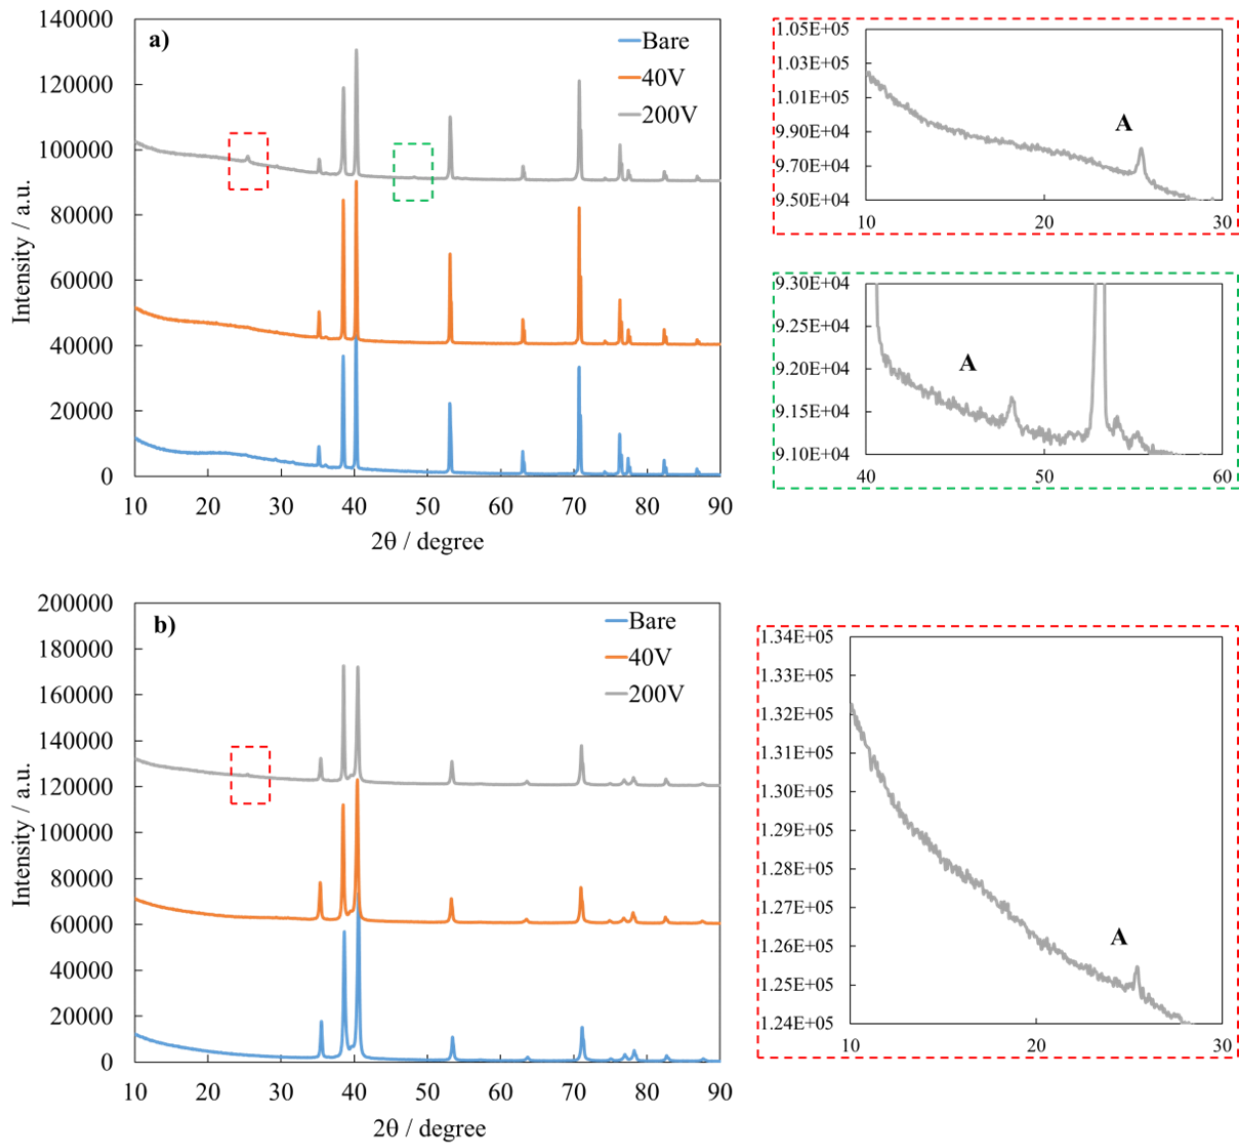 a)
Bare
40V
200V
140000
120000
100000
80000
60000
40000
20000
0
10 20 30 40 50 60 70 80 90
Intensity / a.u.
2θ / degree
1.05E+05
1.03E+05
1.01E+05
9.90E+04
9.70E+04
9.50E+04
A
10 20 30
9.30E+04
9.25E+04
9.20E+04
9.15E+04
9.10E+04
A
40 50 60
b)
Bare
40V
200V
200000
180000
160000
140000
120000
100000
80000
60000
40000
20000
0
10 20 30 40 50 60 70 80 90
Intensity / a.u.
2θ / degree
1.34E+05
1.33E+05
1.32E+05
1.31E+05
1.30E+05
1.29E+05
1.28E+05
1.27E+05
1.26E+05
1.25E+05
1.24E+05
A
10 20 30